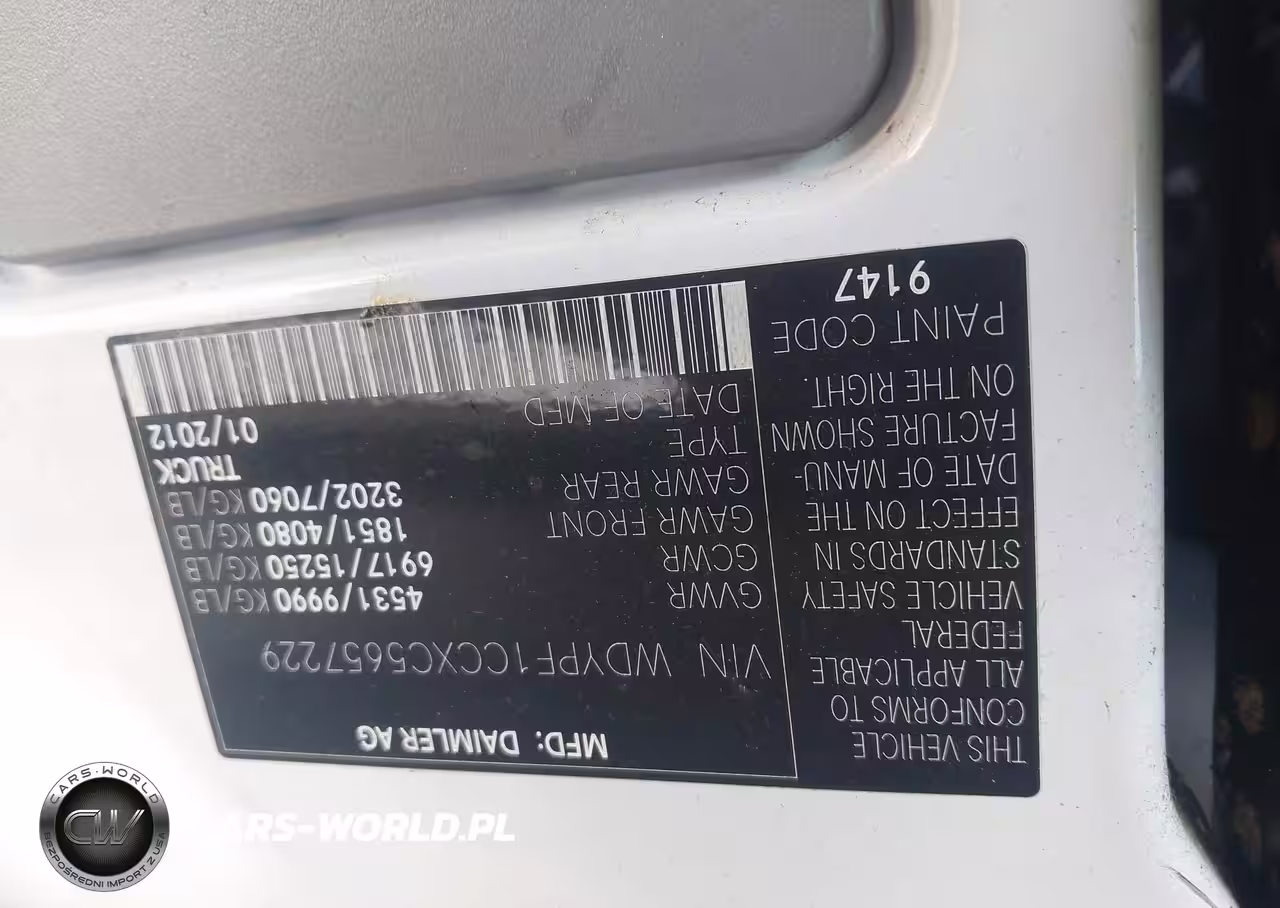 MFD: DAIMLER AG
VIN WDYPF1CCXC5657229
GVWR 4531/9990 KG/LB
GCWR 6917/15250 KG/LB
GAWR FRONT 1851/4080 KG/LB
GAWR REAR 3202/7060 KG/LB
TYPE TRUCK
DATE OF MFD 01/2012
THIS VEHICLE
CONFORMS TO
ALL APPLICABLE
FEDERAL
VEHICLE SAFETY
STANDARDS IN
EFFECT ON THE
DATE OF MANU-
FACTURE SHOWN
ON THE RIGHT.
PAINT CODE
9147
CARS-WORLD
CW
BEZPOŚREDNI IMPORT Z USA
CARS-WORLD.PL